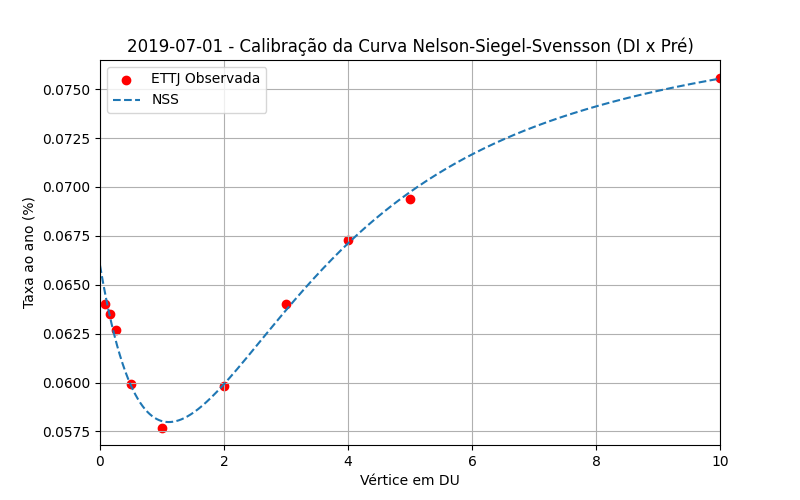 2019-07-01 - Calibração da Curva Nelson-Siegel-Svensson (DI x Pré)
ETTJ Observada
NSS
Taxa ao ano (%)
0.0750
0.0725
0.0700
0.0675
0.0650
0.0625
0.0600
0.0575
0 2 4 6 8 10
Vértice em DU